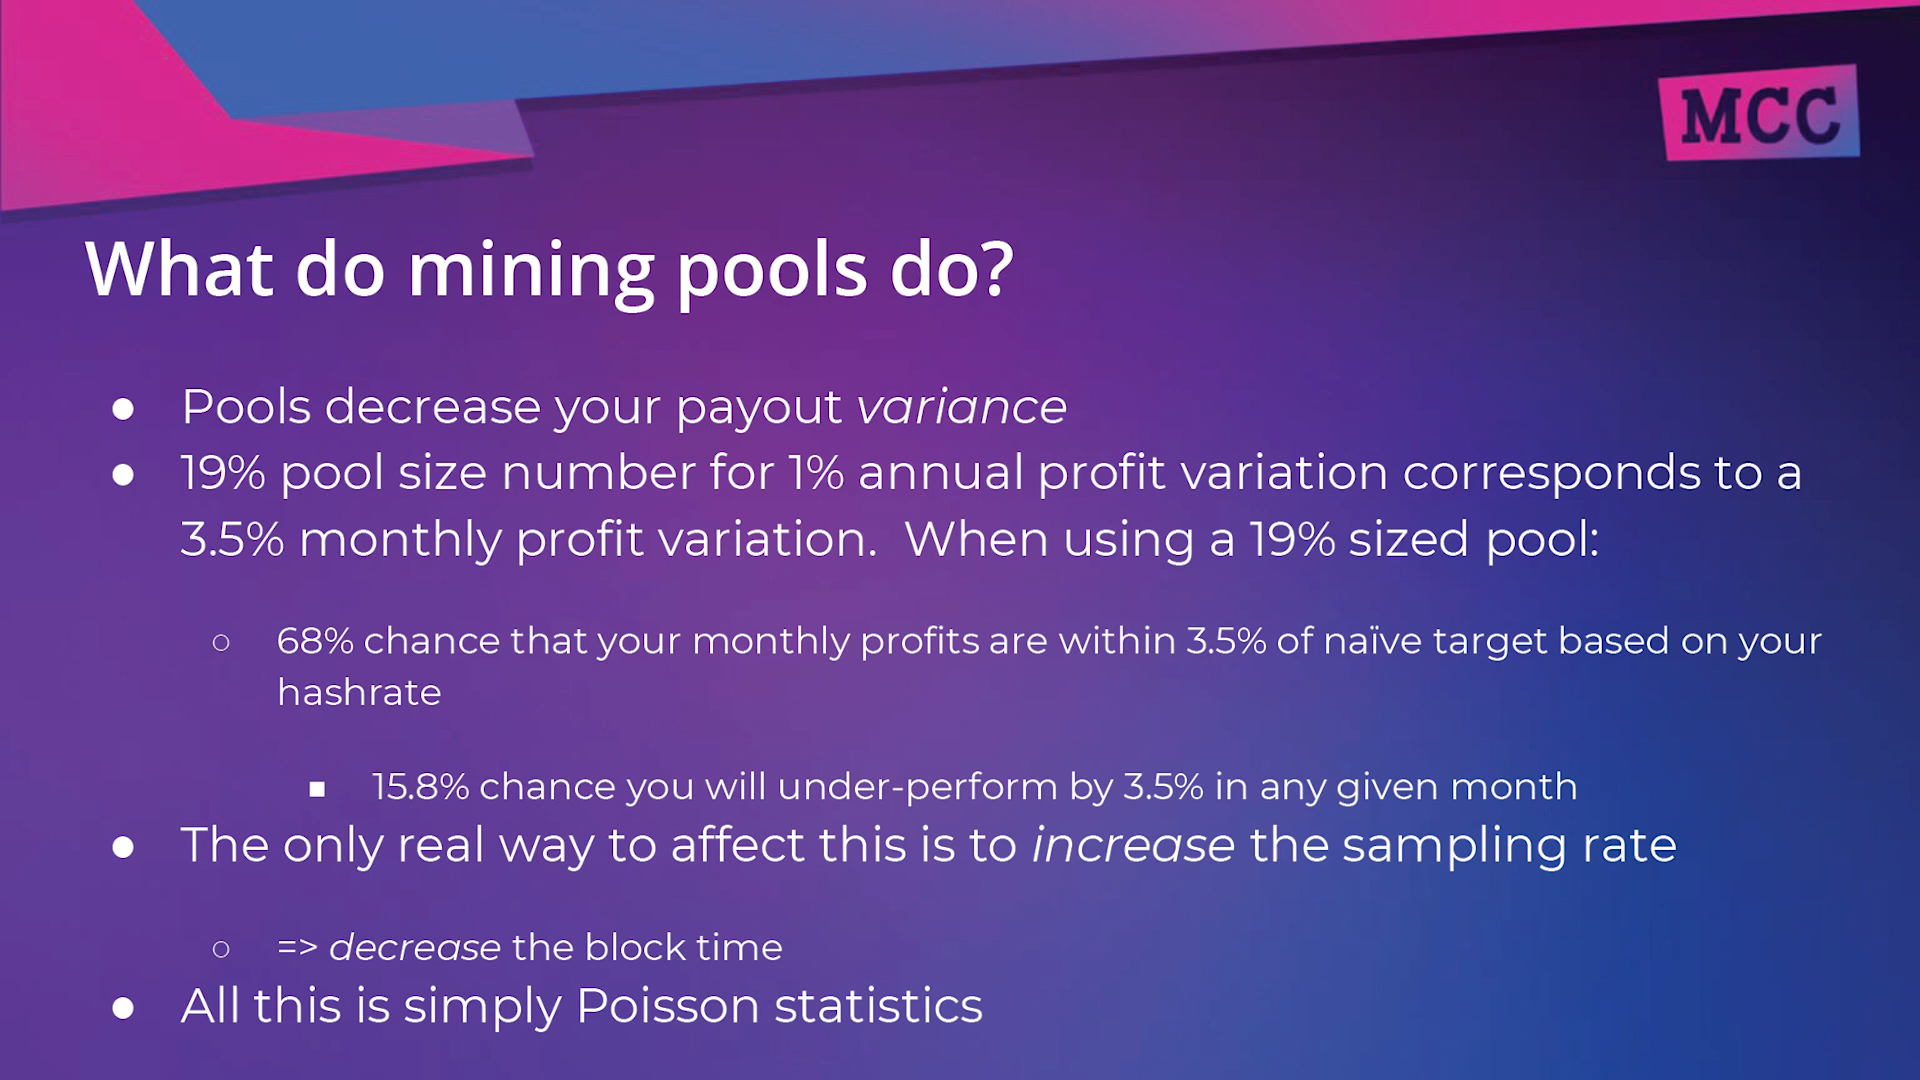 MCC
What do mining pools do?
● Pools decrease your payout variance
● 19% pool size number for 1% annual profit variation corresponds to a
3.5% monthly profit variation.  When using a 19% sized pool:
○ 68% chance that your monthly profits are within 3.5% of naïve target based on your
hashrate
■ 15.8% chance you will under-perform by 3.5% in any given month
● The only real way to affect this is to increase the sampling rate
○ => decrease the block time
● All this is simply Poisson statistics